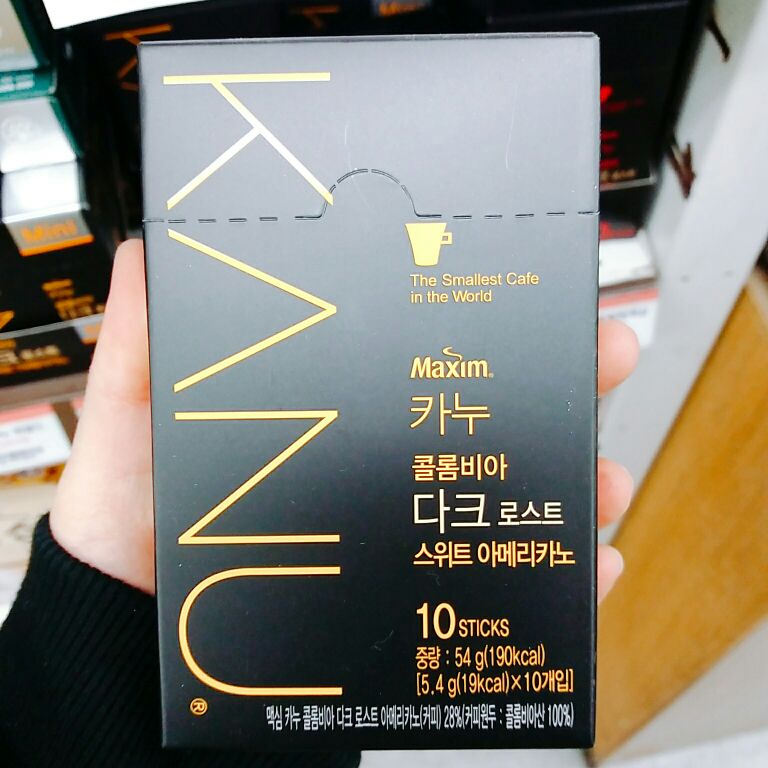 KANU®
The Smallest Cafe
in the World
Maxim®
카누
콜롬비아
다크 로스트
스위트 아메리카노
10 STICKS
중량 : 54 g(190kcal)
[5.4 g(19kcal)×10개입]
맥심 카누 콜롬비아 다크 로스트 아메리카노(커피) 28%(커피원두 : 콜롬비아산 100%)
Mini
다크